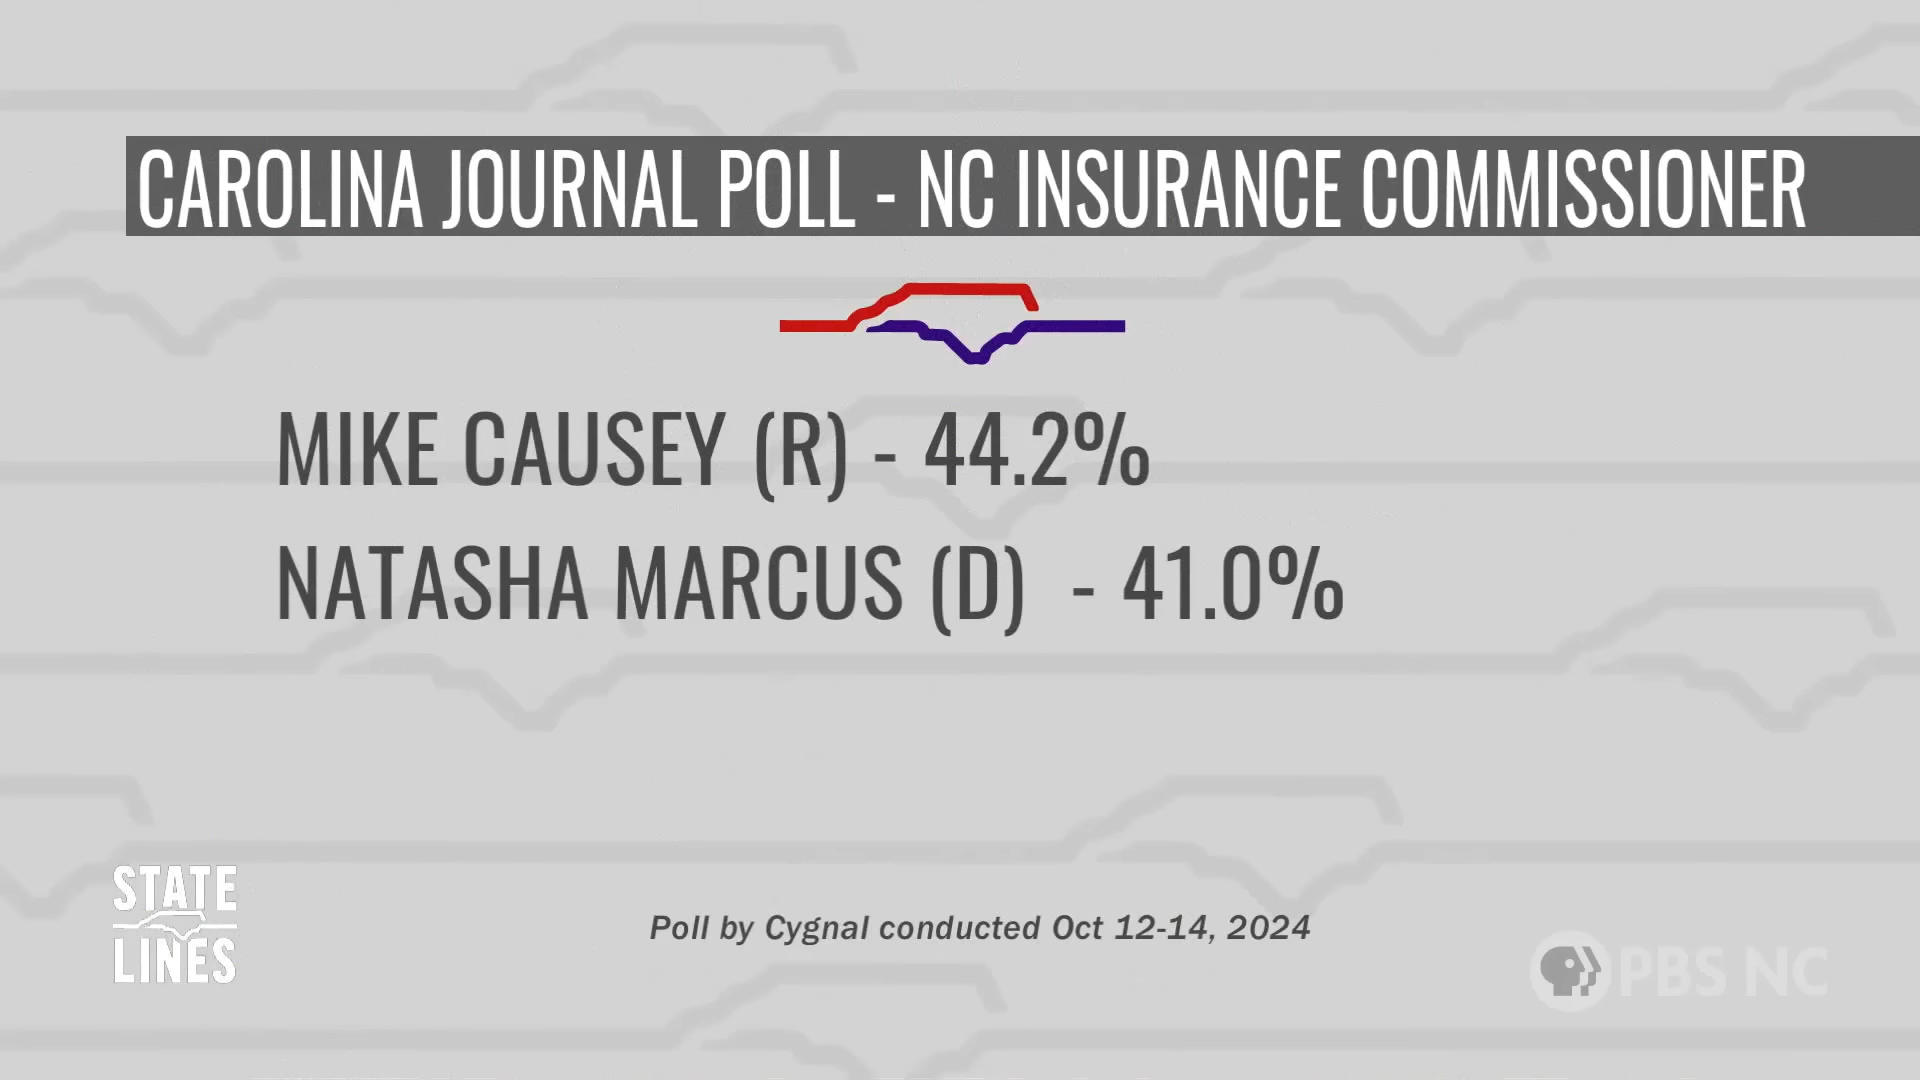 CAROLINA JOURNAL POLL - NC INSURANCE COMMISSIONER
MIKE CAUSEY (R) - 44.2%
NATASHA MARCUS (D) - 41.0%
STATE
LINES
Poll by Cygnal conducted Oct 12-14, 2024
PBS NC